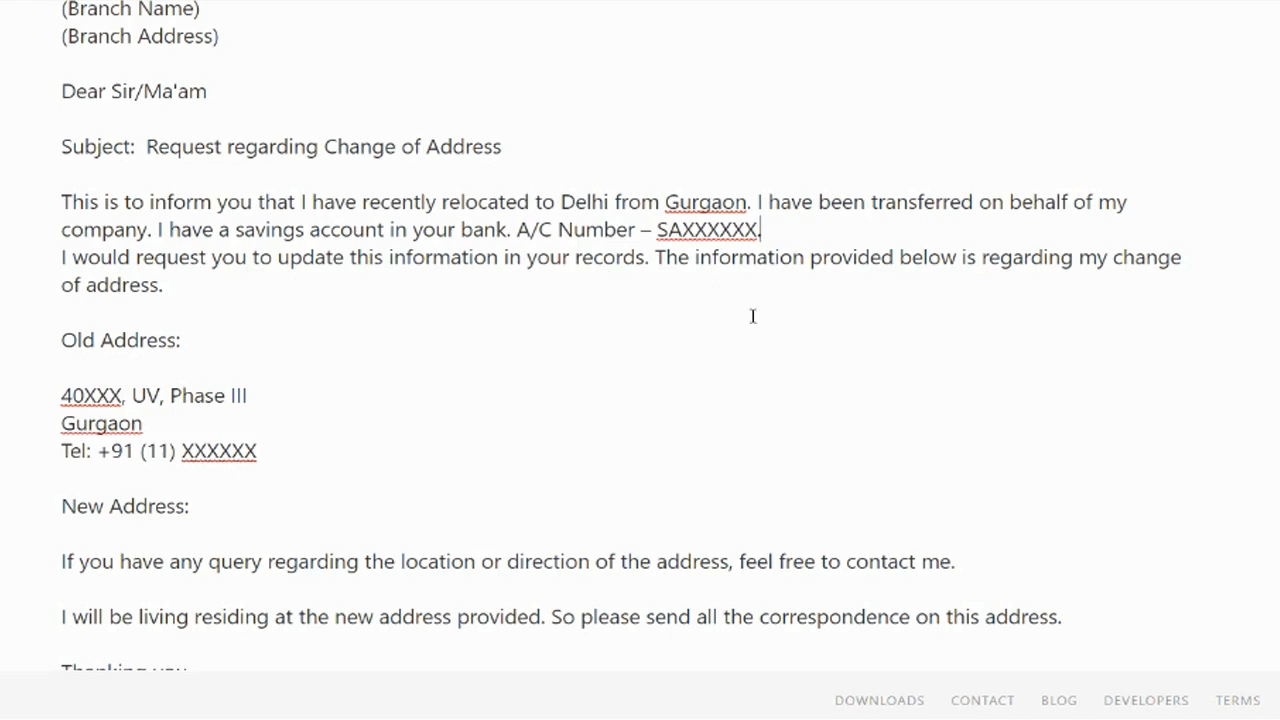 (Branch Name)
(Branch Address)
Dear Sir/Ma'am
Subject:  Request regarding Change of Address
This is to inform you that I have recently relocated to Delhi from Gurgaon. I have been transferred on behalf of my
company. I have a savings account in your bank. A/C Number – SAXXXXXX.
I would request you to update this information in your records. The information provided below is regarding my change
of address.
Old Address:
40XXX, UV, Phase III
Gurgaon
Tel: +91 (11) XXXXXX
New Address:
If you have any query regarding the location or direction of the address, feel free to contact me.
I will be living residing at the new address provided. So please send all the correspondence on this address.
Thanking you
DOWNLOADS CONTACT BLOG DEVELOPERS TERMS